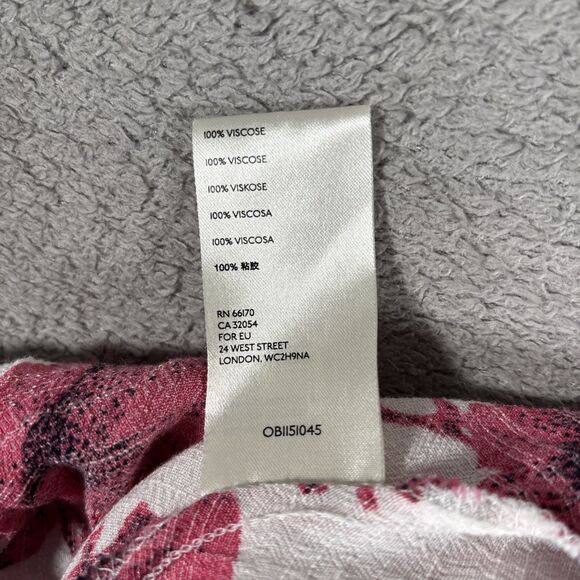 100% VISCOSE
100% VISCOSE
100% VISKOSE
100% VISCOSA
100% VISCOSA
100% 粘胶
RN 66170
CA 32054
FOR EU
24 WEST STREET
LONDON, WC2H9NA
OB1151045